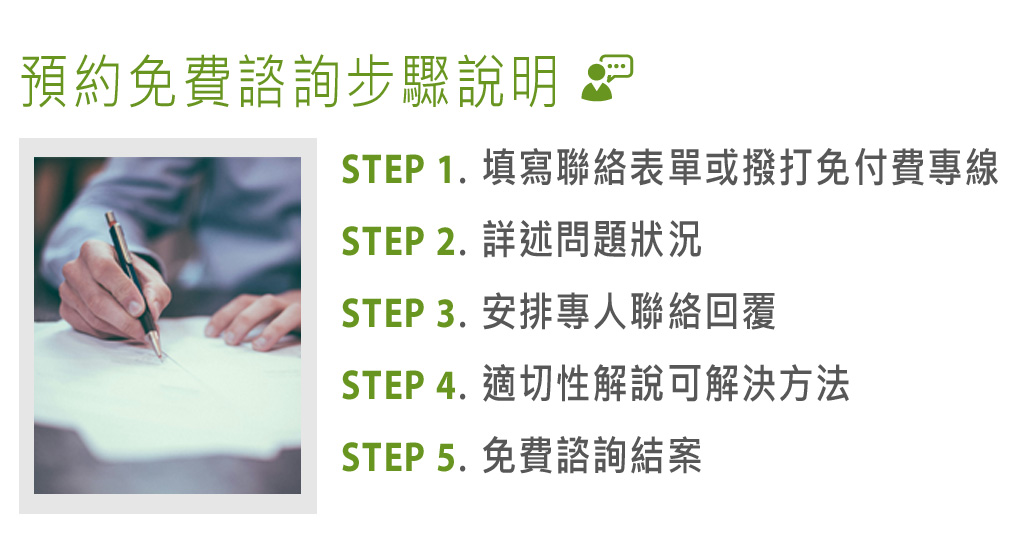 預約免費諮詢步驟說明
STEP 1. 填寫聯絡表單或撥打免付費專線
STEP 2. 詳述問題狀況
STEP 3. 安排專人聯絡回覆
STEP 4. 適切性解說可解決方法
STEP 5. 免費諮詢結案